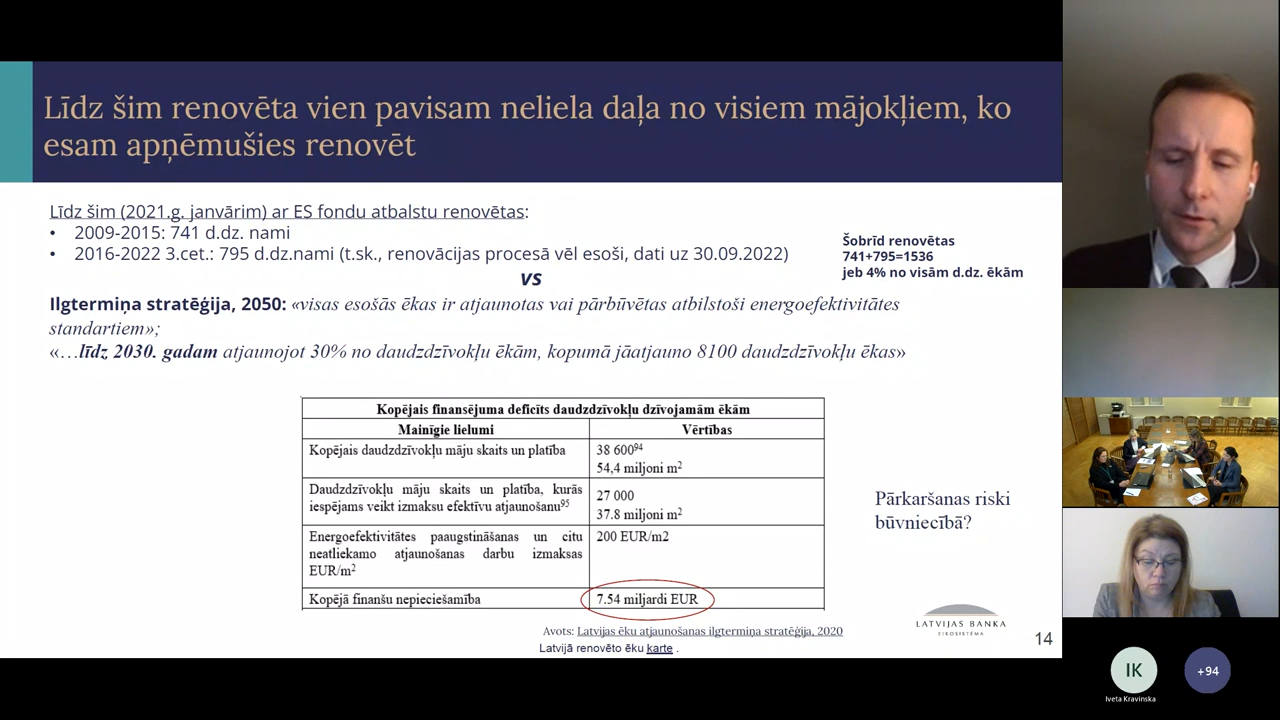 Līdz šim renovēta vien pavisam neliela daļa no visiem mājokļiem, ko
esam apņēmušies renovēt
Līdz šim (2021.g. janvārim) ar ES fondu atbalstu renovētas:
• 2009-2015: 741 d.dz. nami
• 2016-2022 3.cet.: 795 d.dz.nami (t.sk., renovācijas procesā vēl esoši, dati uz 30.09.2022)
Šobrīd renovētas
741+795=1536
jeb 4% no visām d.dz. ēkām
vs
Ilgtermiņa stratēģija, 2050: «visas esošās ēkas ir atjaunotas vai pārbūvētas atbilstoši energoefektivitātes
standartiem»;
«…līdz 2030. gadam atjaunojot 30% no daudzdzīvokļu ēkām, kopumā jāatjauno 8100 daudzdzīvokļu ēkas»
Kopējais finansējuma deficīts daudzdzīvokļu dzīvojamām ēkām
Mainīgie lielumi Vērtības
Kopējais daudzdzīvokļu māju skaits un platība 38 600⁹⁴
54,4 miljoni m²
Daudzdzīvokļu māju skaits un platība, kurās
iespējams veikt izmaksu efektīvu atjaunošanu⁹⁵
27 000
37.8 miljoni m²
Energoefektivitātes paaugstināšanas un citu
neatliekamo atjaunošanas darbu izmaksas
EUR/m²
200 EUR/m2
Kopējā finanšu nepieciešamība 7.54 miljardi EUR
Pārkaršanas riski
būvniecībā?
Avots: Latvijas ēku atjaunošanas ilgtermiņa stratēģija, 2020
Latvijā renovēto ēku karte .
LATVIJAS BANKA
EIROSISTĒMA
14
IK
Iveta Kravinska
+94